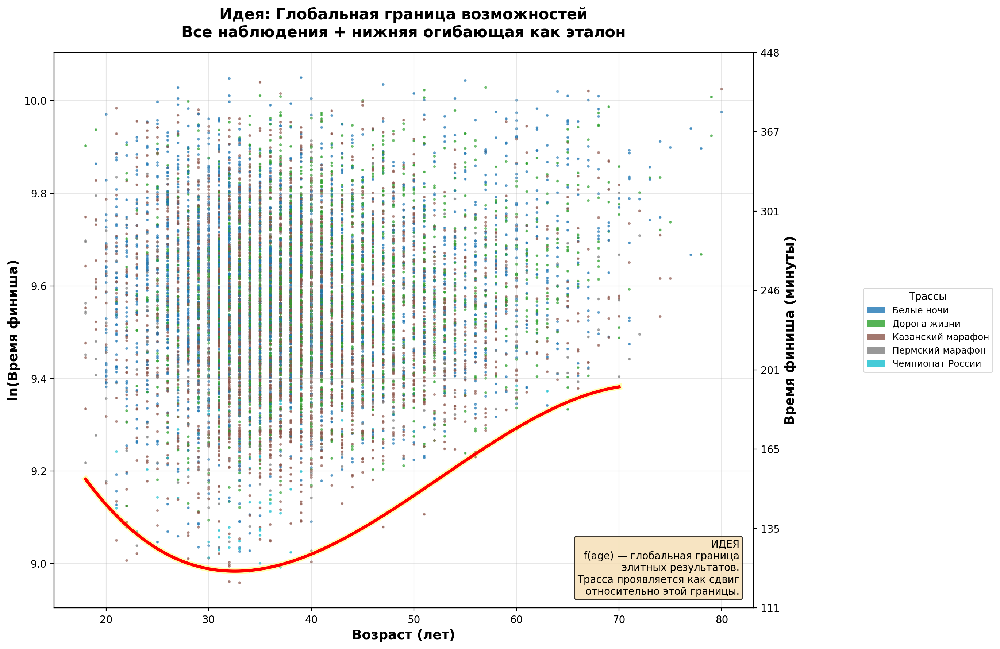 Идея: Глобальная граница возможностей
Все наблюдения + нижняя огибающая как эталон
ln(Время финиша)
10.0
9.8
9.6
9.4
9.2
9.0
20
30
40
50
60
70
80
Возраст (лет)
448
367
301
246
201
165
135
111
Время финиша (минуты)
ИДЕЯ
f(age) — глобальная граница
элитных результатов.
Трасса проявляется как сдвиг
относительно этой границы.
Трассы
Белые ночи
Дорога жизни
Казанский марафон
Пермский марафон
Чемпионат России